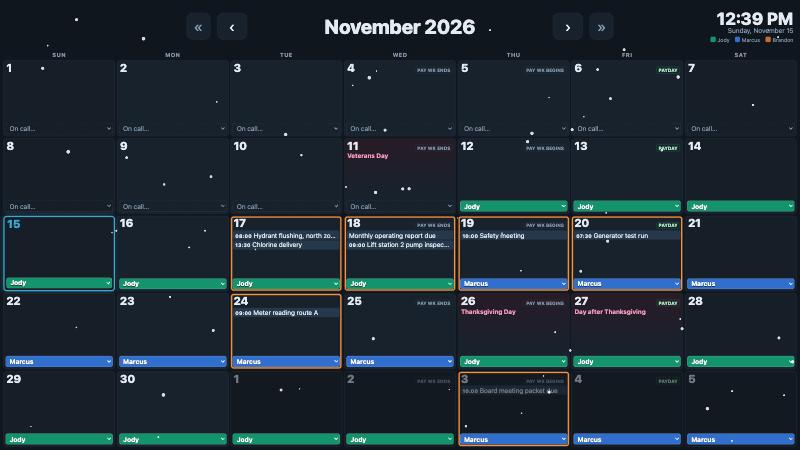 «
‹
November 2026
›
»
12:39 PM
Sunday, November 15
Jody Marcus Brandon
SUN MON TUE WED THU FRI SAT
1 2 3 4 PAY WK ENDS 5 PAY WK BEGINS 6 PAYDAY 7
On call... On call... On call... On call... On call... On call... On call...
8 9 10 11 PAY WK ENDS 12 PAY WK BEGINS 13 PAYDAY 14
Veterans Day
On call... On call... On call... On call... Jody Jody Jody
15 16 17 18 PAY WK ENDS 19 PAY WK BEGINS 20 PAYDAY 21
08:00 Hydrant flushing, north zo... Monthly operating report due 10:00 Safety meeting 07:30 Generator test run
13:30 Chlorine delivery 09:00 Lift station 2 pump inspec...
Jody Jody Jody Jody Marcus Marcus Marcus
22 23 24 25 PAY WK ENDS 26 PAY WK BEGINS 27 PAYDAY 28
09:00 Meter reading route A Thanksgiving Day Day after Thanksgiving
Marcus Marcus Marcus Marcus Jody Jody Jody
29 30 1 2 PAY WK ENDS 3 PAY WK BEGINS 4 PAYDAY 5
10:00 Board meeting packet due
Jody Jody Jody Jody Marcus Marcus Marcus